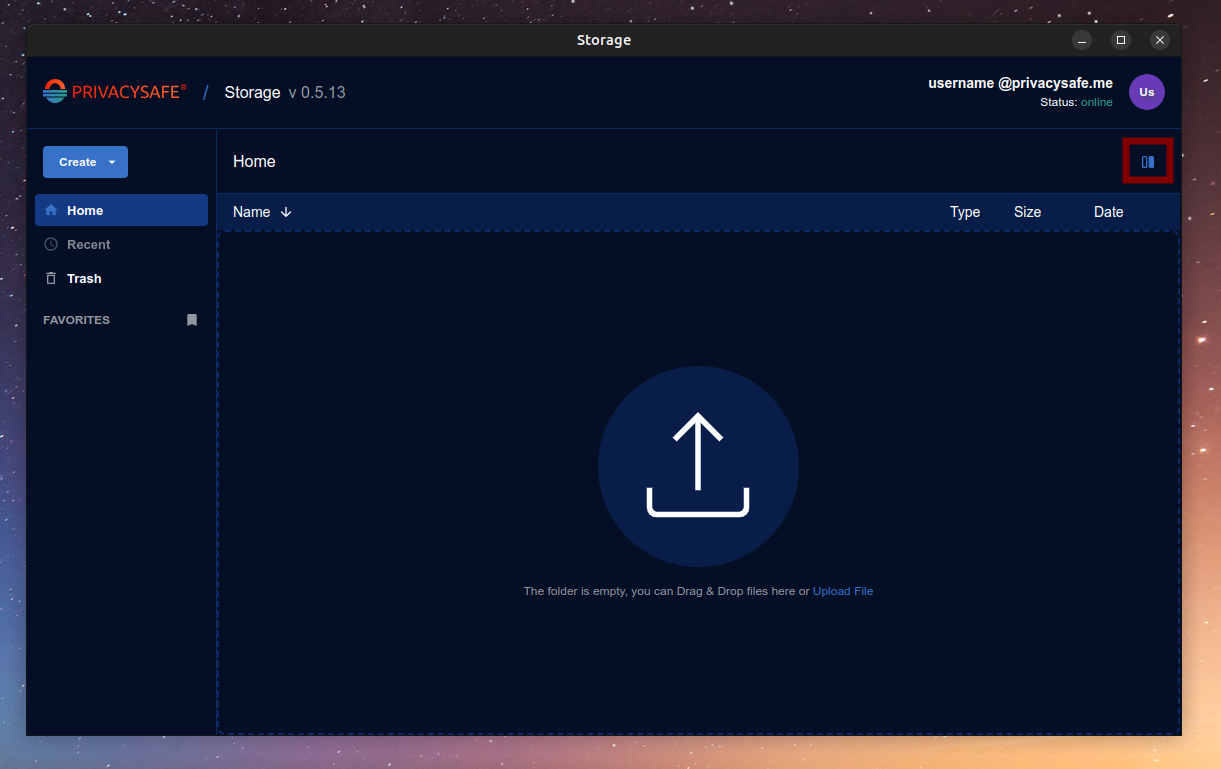 Storage
PRIVACYSAFE® / Storage v 0.5.13
username @privacysafe.me
Status: online
Us
Create
Home
Home
Recent
Trash
FAVORITES
Name Type Size Date
The folder is empty, you can Drag & Drop files here or Upload File